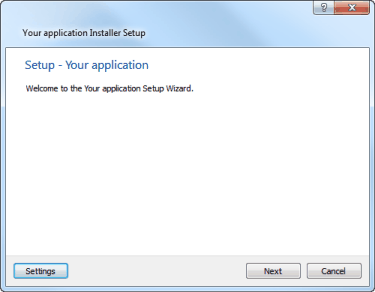 Your application Installer Setup
Setup - Your application
Welcome to the Your application Setup Wizard.
Settings
Next
Cancel